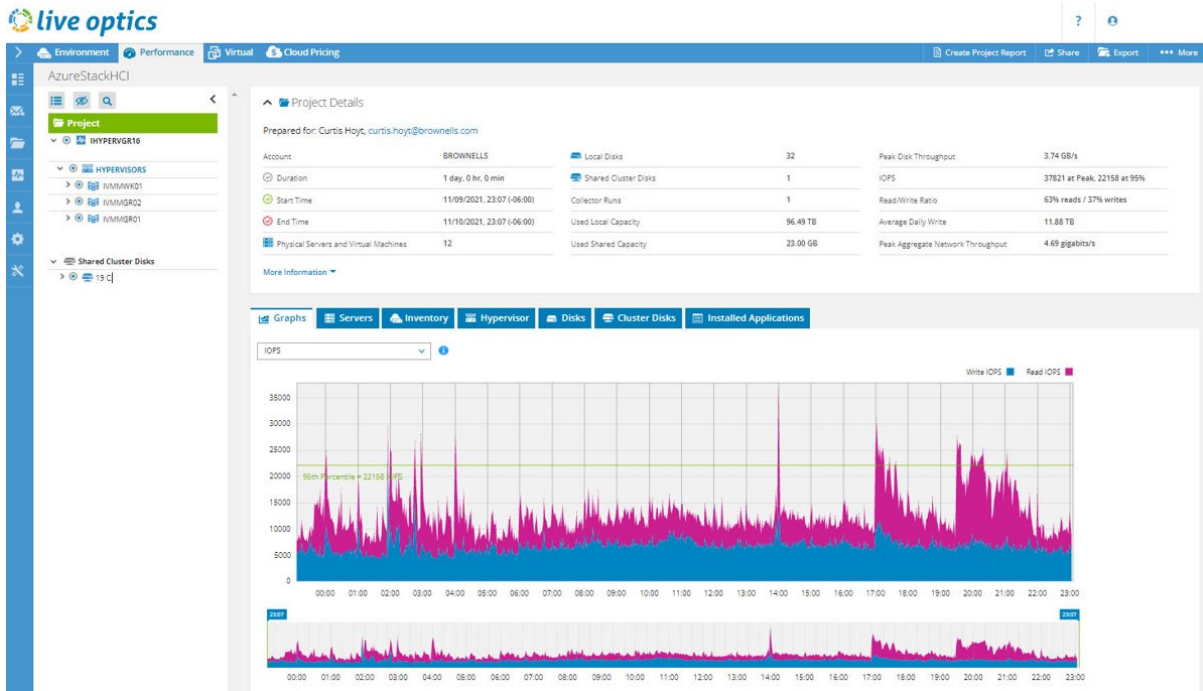 live optics
?
Environment Performance Virtual Cloud Pricing Create Project Report Share Export ••• More
AzureStackHCI
Project
IHYPERVGR16
HYPERVISORS
IVMMWK01
IVMMGR02
IVMMGR01
Shared Cluster Disks
19 C
Project Details
Prepared for: Curtis Hoyt, curtis.hoyt@brownells.com
Account BROWNELLS Local Disks 32 Peak Disk Throughput 3.74 GB/s
Duration 1 day, 0 hr, 0 min Shared Cluster Disks 1 IOPS 37821 at Peak, 22158 at 95%
Start Time 11/09/2021, 23:07 (-06:00) Collector Runs 1 Read/Write Ratio 63% reads / 37% writes
End Time 11/10/2021, 23:07 (-06:00) Used Local Capacity 96.49 TB Average Daily Write 11.88 TB
Physical Servers and Virtual Machines 12 Used Shared Capacity 23.00 GB Peak Aggregate Network Throughput 4.69 gigabits/s
More Information
Graphs Servers Inventory Hypervisor Disks Cluster Disks Installed Applications
IOPS
Write IOPS Read IOPS
35000
30000
25000
20000
95th Percentile = 22158 IOPS
15000
10000
5000
0
00:00 01:00 02:00 03:00 04:00 05:00 06:00 07:00 08:00 09:00 10:00 11:00 12:00 13:00 14:00 15:00 16:00 17:00 18:00 19:00 20:00 21:00 22:00 23:00
23:07 23:07
00:00 01:00 02:00 03:00 04:00 05:00 06:00 07:00 08:00 09:00 10:00 11:00 12:00 13:00 14:00 15:00 16:00 17:00 18:00 19:00 20:00 21:00 22:00 23:00